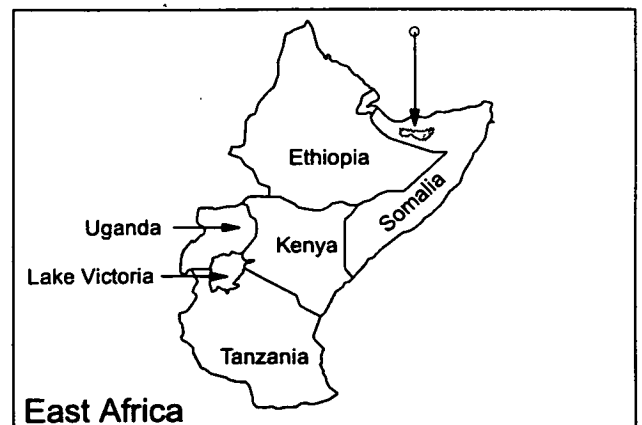 Ethiopia
Somalia
Uganda
Kenya
Lake Victoria
Tanzania
East Africa